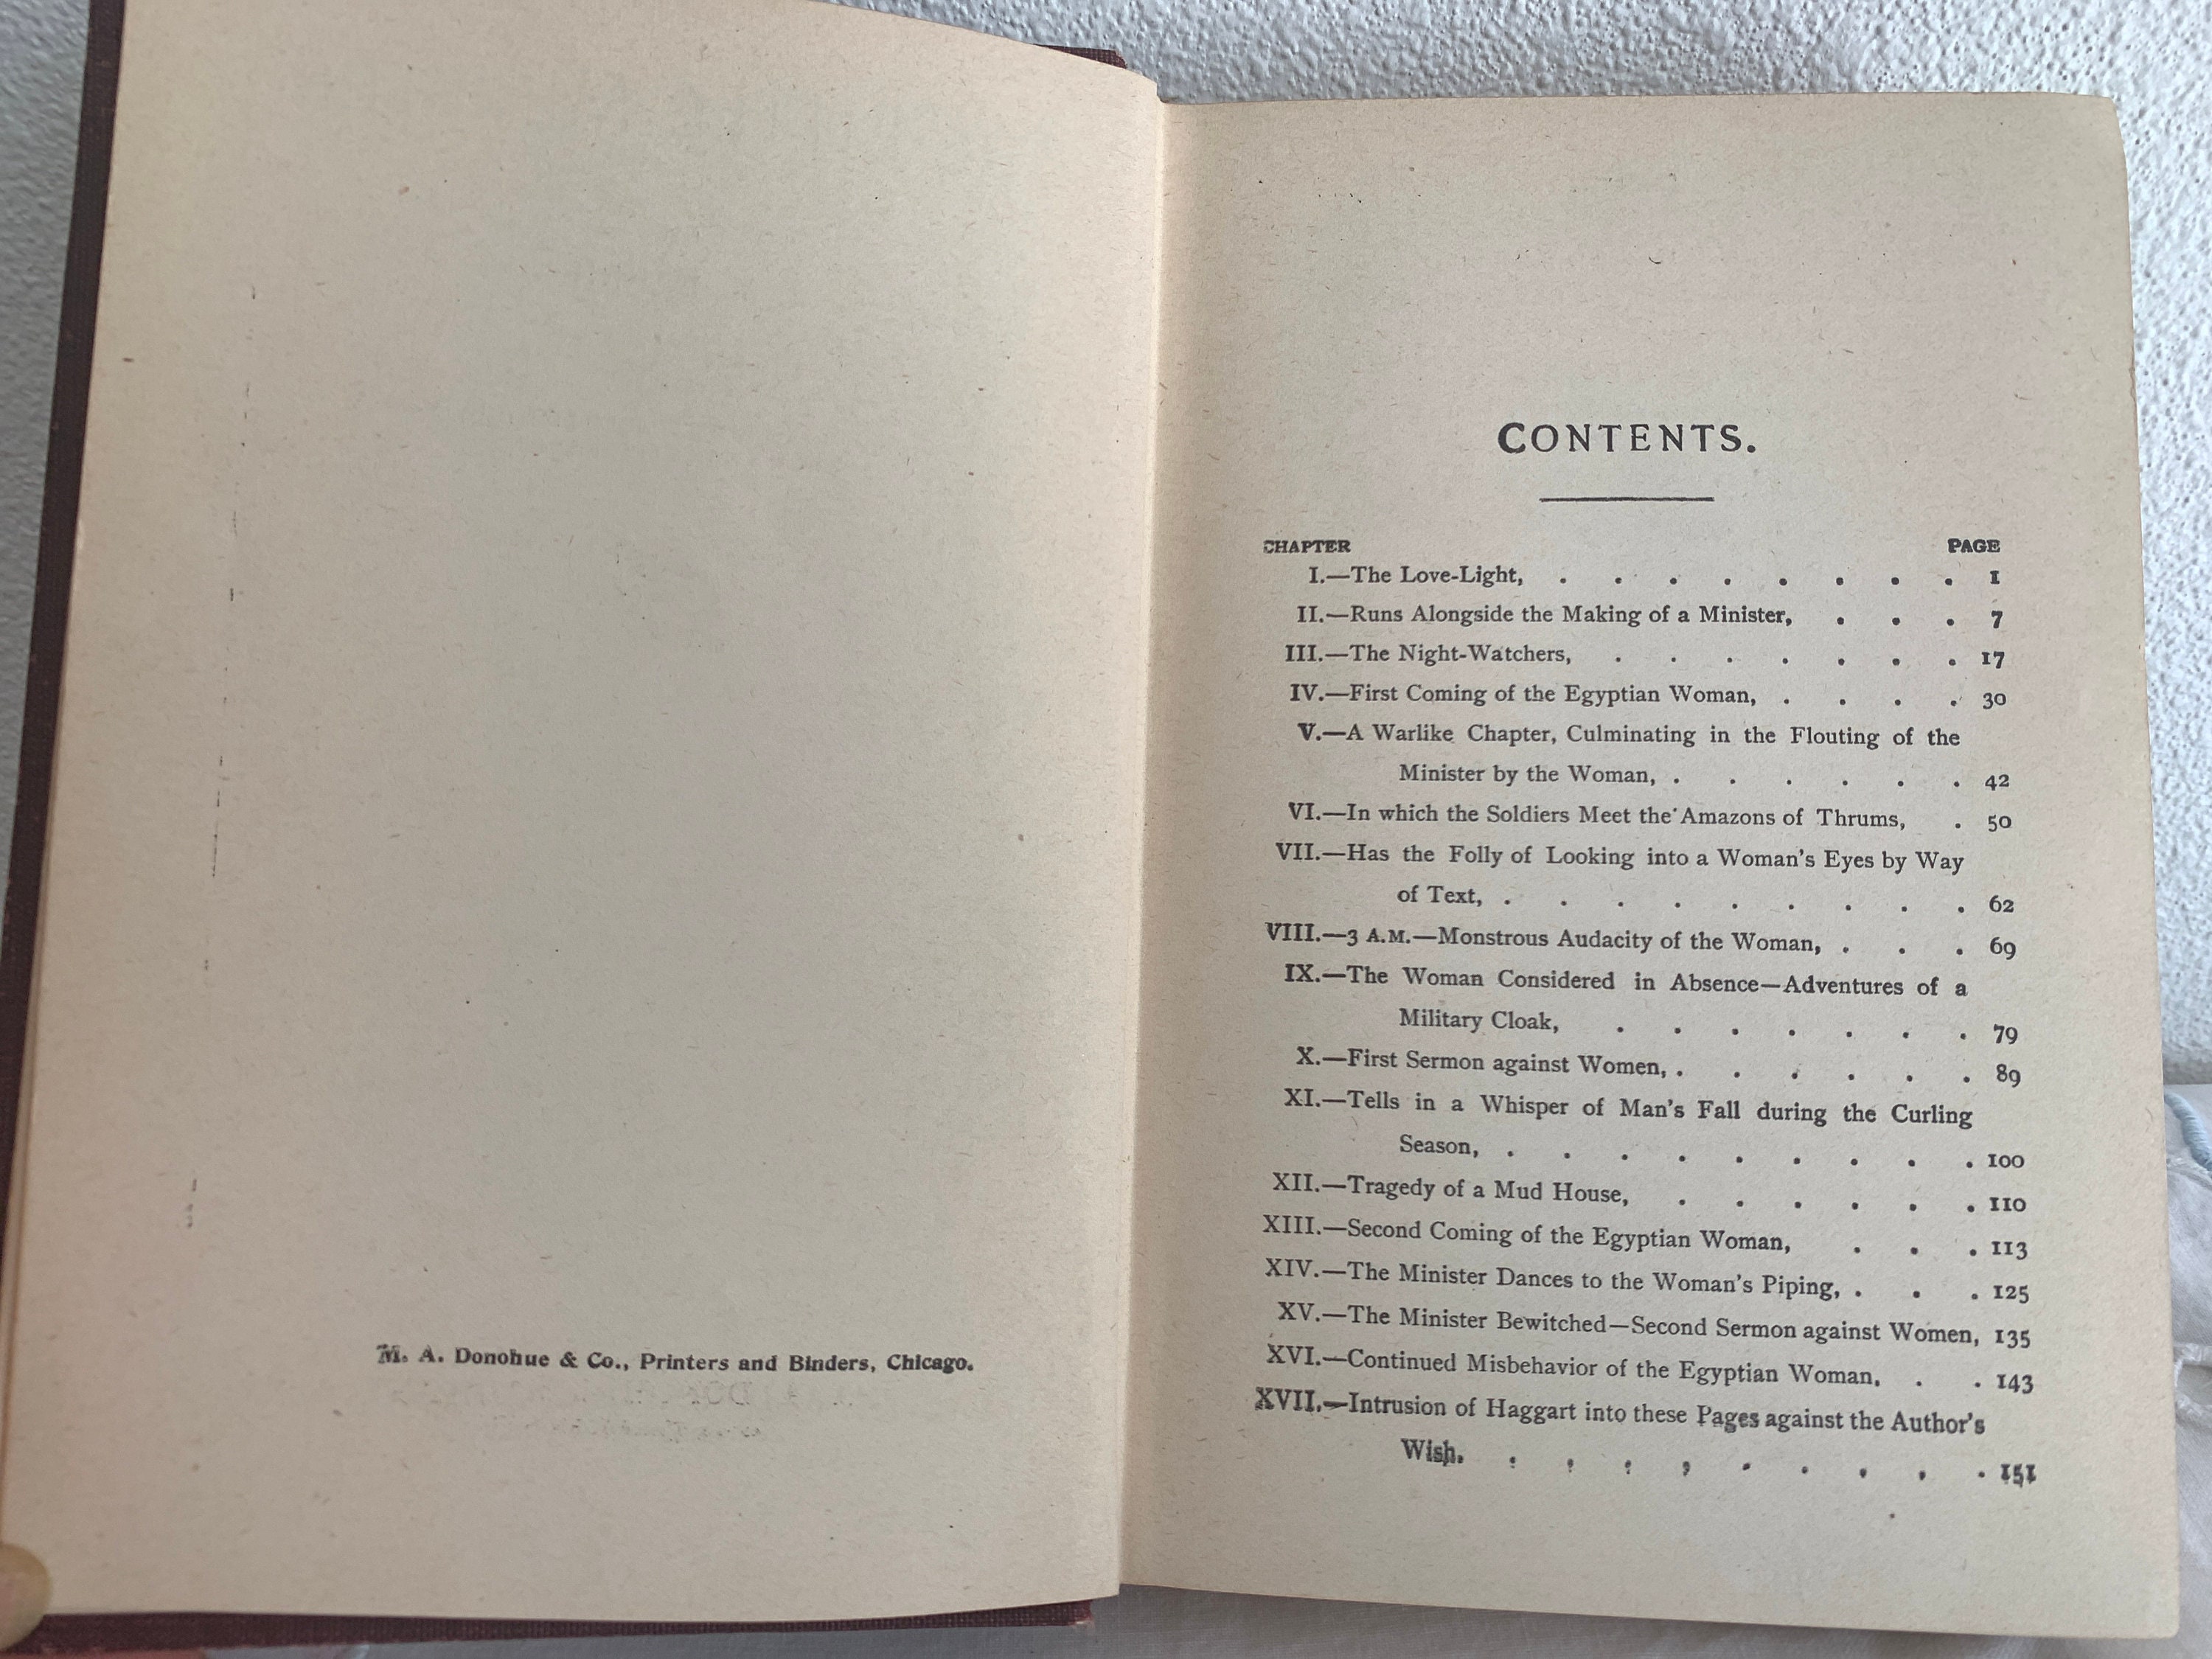 M. A. Donohue & Co., Printers and Binders, Chicago.
CONTENTS.
CHAPTER PAGE
I.—The Love-Light, . . . . . . . . 1
II.—Runs Alongside the Making of a Minister, . . . 7
III.—The Night-Watchers, . . . . . . . 17
IV.—First Coming of the Egyptian Woman, . . . . 30
V.—A Warlike Chapter, Culminating in the Flouting of the
Minister by the Woman, . . . . . . 42
VI.—In which the Soldiers Meet the Amazons of Thrums, . 50
VII.—Has the Folly of Looking into a Woman's Eyes by Way
of Text, . . . . . . . . . 62
VIII.—3 A.M.—Monstrous Audacity of the Woman, . . . 69
IX.—The Woman Considered in Absence—Adventures of a
Military Cloak, . . . . . . . 79
X.—First Sermon against Women, . . . . . . 89
XI.—Tells in a Whisper of Man's Fall during the Curling
Season, . . . . . . . . . 100
XII.—Tragedy of a Mud House, . . . . . . 110
XIII.—Second Coming of the Egyptian Woman, . . . 113
XIV.—The Minister Dances to the Woman's Piping, . . . 125
XV.—The Minister Bewitched—Second Sermon against Women, 135
XVI.—Continued Misbehavior of the Egyptian Woman, . . 143
XVII.—Intrusion of Haggart into these Pages against the Author's
Wish. . . . . . . . . . 151